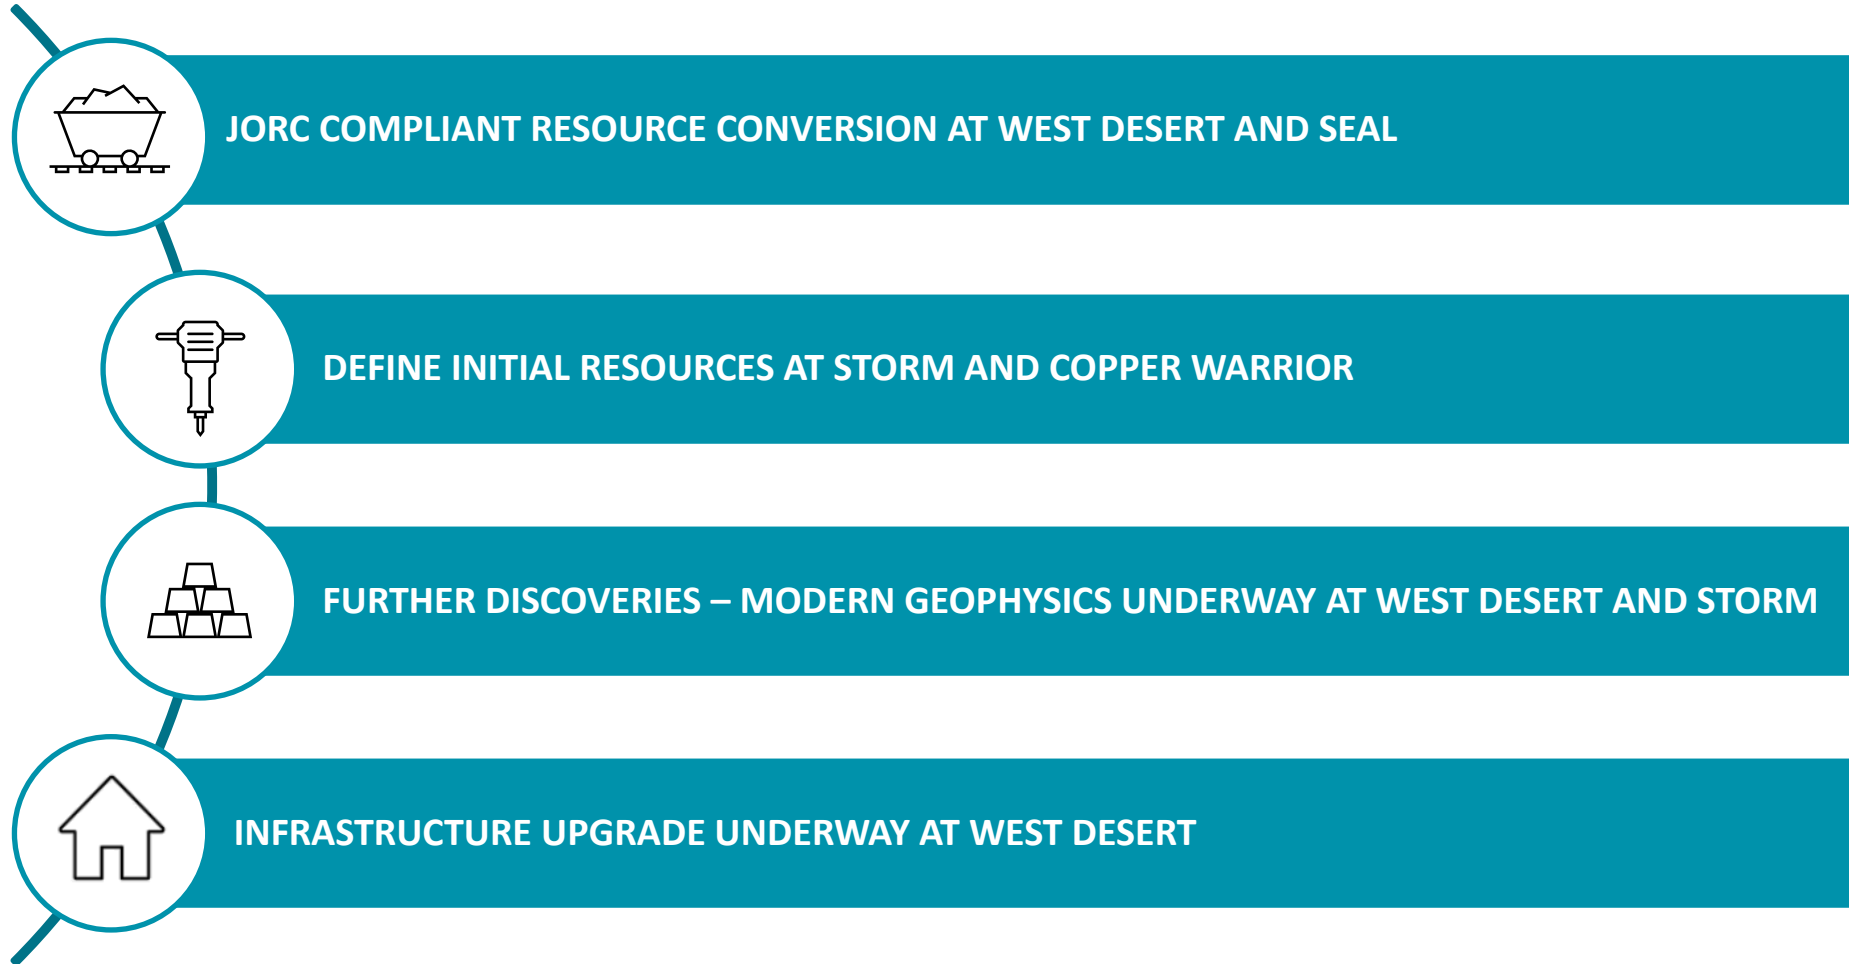 JORC COMPLIANT RESOURCE CONVERSION AT WEST DESERT AND SEAL
DEFINE INITIAL RESOURCES AT STORM AND COPPER WARRIOR
FURTHER DISCOVERIES – MODERN GEOPHYSICS UNDERWAY AT WEST DESERT AND STORM
INFRASTRUCTURE UPGRADE UNDERWAY AT WEST DESERT